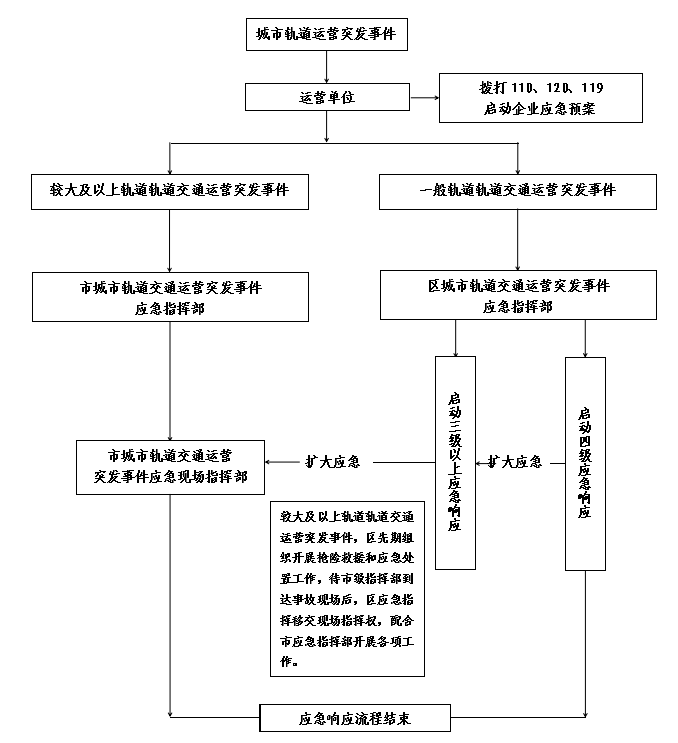 城市轨道运营突发事件
运营单位
拨打 110、120、119
启动企业应急预案
较大及以上轨道轨道交通运营突发事件
一般轨道轨道交通运营突发事件
市城市轨道交通运营突发事件
应急指挥部
区城市轨道交通运营突发事件
应急指挥部
启动三级以上应急响应
启动四级应急响应
市城市轨道交通运营
突发事件应急现场指挥部
扩大应急
扩大应急
较大及以上轨道轨道交通
运营突发事件，区先期组
织开展抢险救援和应急处
置工作，待市级指挥部到
达事故现场后，区应急指
挥移交现场指挥权，配合
市应急指挥部开展各项工
作。
应急响应流程结束